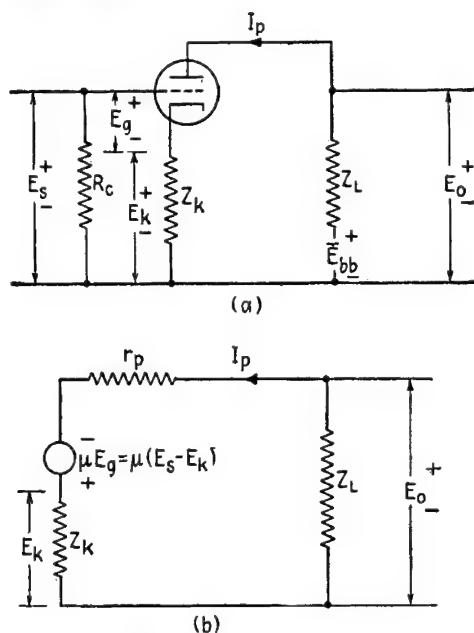 Ip
Eg
+
-
Es
+
-
Rc
Ek
+
-
Zk
ZL
+
Ebb
-
Eo
+
-
(a)
rp
Ip
-
μEg=μ(Es-Ek)
+
Ek
Zk
ZL
Eo
+
-
(b)